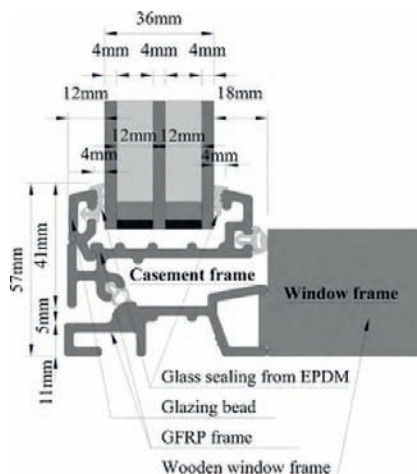 36mm
4mm 4mm 4mm
12mm 18mm
12mm 12mm
4mm 4mm
57mm
41mm
5mm
11mm
Casement frame
Window frame
Glass sealing from EPDM
Glazing bead
GFRP frame
Wooden window frame